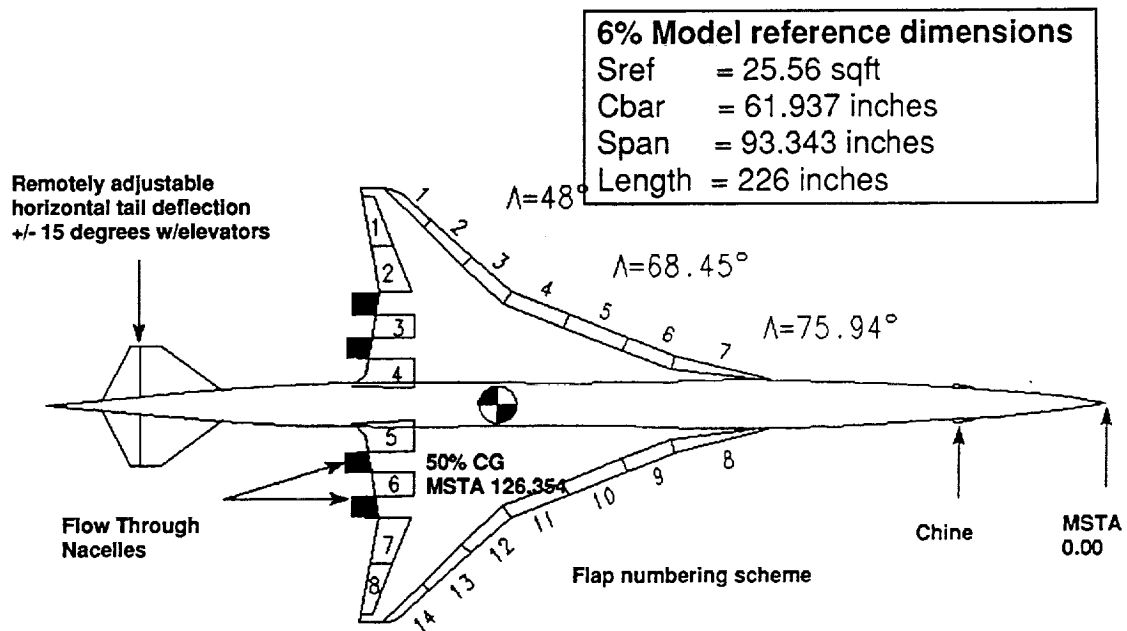 6% Model reference dimensions
Sref = 25.56 sqft
Cbar = 61.937 inches
Span = 93.343 inches
Length = 226 inches
Remotely adjustable
horizontal tail deflection
+/- 15 degrees w/elevators
Λ=48°
Λ=68.45°
Λ=75.94°
1
2
3
4
5
6
7
1
2
3
4
5
6
7
8
50% CG
MSTA 126.354
8
9
10
11
12
13
14
Flow Through
Nacelles
Chine
MSTA
0.00
Flap numbering scheme